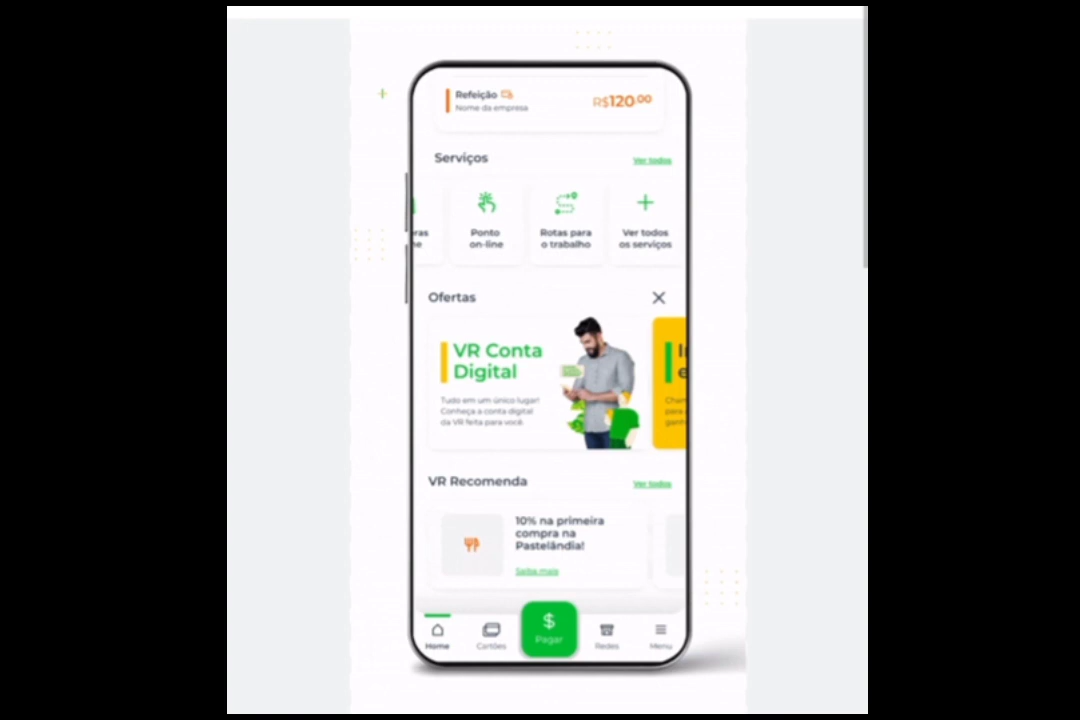 Refeição
Nome da empresa
R$120,00
Serviços
Ver todos
Ponto
on-line
Rotas para
o trabalho
Ver todos
os serviços
Ofertas
VR Conta
Digital
Tudo em um único lugar!
Conheça a conta digital
da VR feita para você.
VR Recomenda
Ver todos
10% na primeira
compra na
Pastelândia!
Saiba mais
Home
Cartões
$
Pagar
Redes
Menu